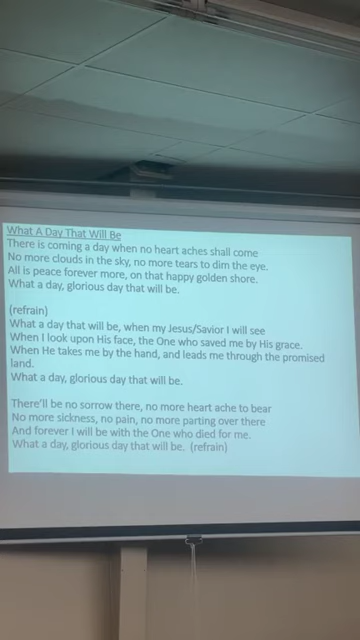 What A Day That Will Be
There is coming a day when no heart aches shall come
No more clouds in the sky, no more tears to dim the eye.
All is peace forever more, on that happy golden shore.
What a day, glorious day that will be.
(refrain)
What a day that will be, when my Jesus/Savior I will see
When I look upon His face, the One who saved me by His grace.
When He takes me by the hand, and leads me through the promised
land.
What a day, glorious day that will be.
There'll be no sorrow there, no more heart ache to bear
No more sickness, no pain, no more parting over there
And forever I will be with the One who died for me.
What a day, glorious day that will be. (refrain)